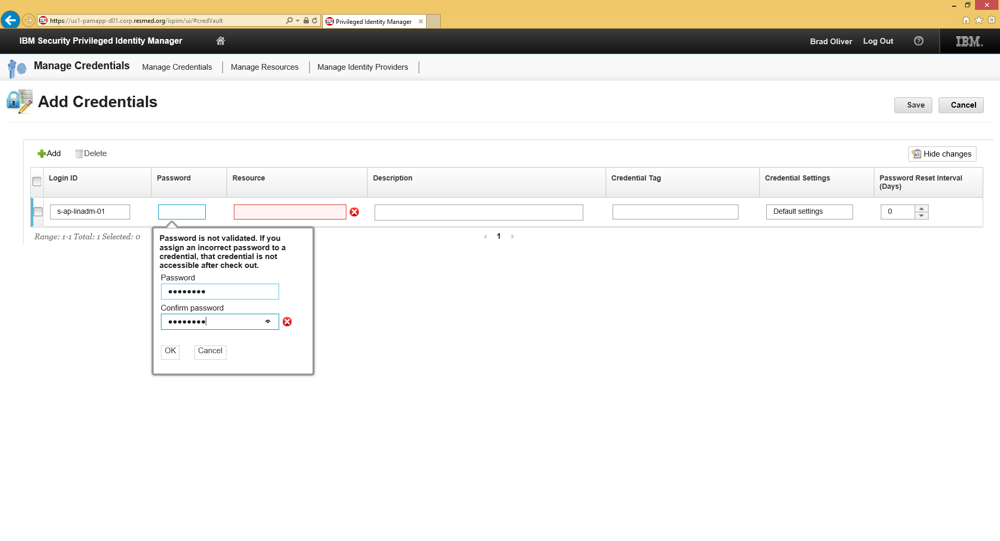 https://us1-pamapp-d01.corp.resmed.org/ispim/ui/#credVault
Privileged Identity Manager
IBM Security Privileged Identity Manager
Brad Oliver
Log Out
IBM.
Manage Credentials
Manage Credentials
Manage Resources
Manage Identity Providers
Add Credentials
Save
Cancel
Add
Delete
Hide changes
Login ID
Password
Resource
Description
Credential Tag
Credential Settings
Password Reset Interval
(Days)
s-ap-linadm-01
Default settings
0
Range: 1-1 Total: 1 Selected: 0
1
Password is not validated. If you
assign an incorrect password to a
credential, that credential is not
accessible after check out.
Password
••••••••
Confirm password
••••••••
OK
Cancel